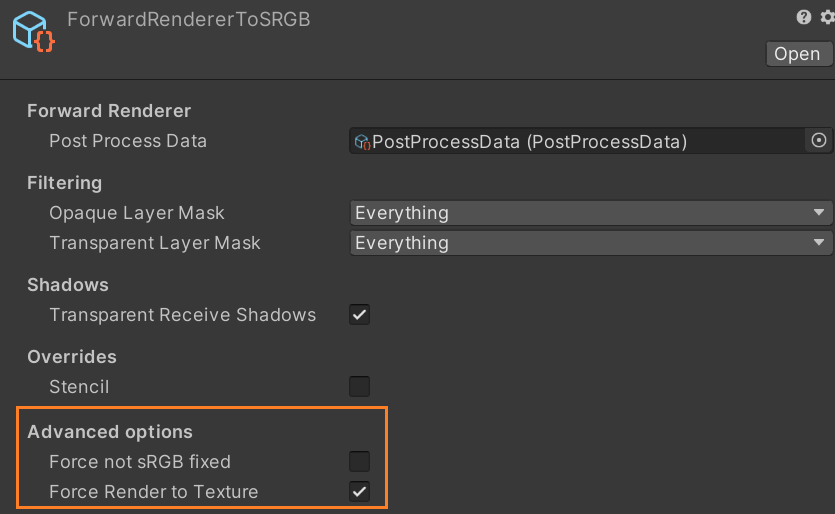 ForwardRendererToSRGB
Open
Forward Renderer
Post Process Data PostProcessData (PostProcessData)
Filtering
Opaque Layer Mask Everything
Transparent Layer Mask Everything
Shadows
Transparent Receive Shadows
Overrides
Stencil
Advanced options
Force not sRGB fixed
Force Render to Texture